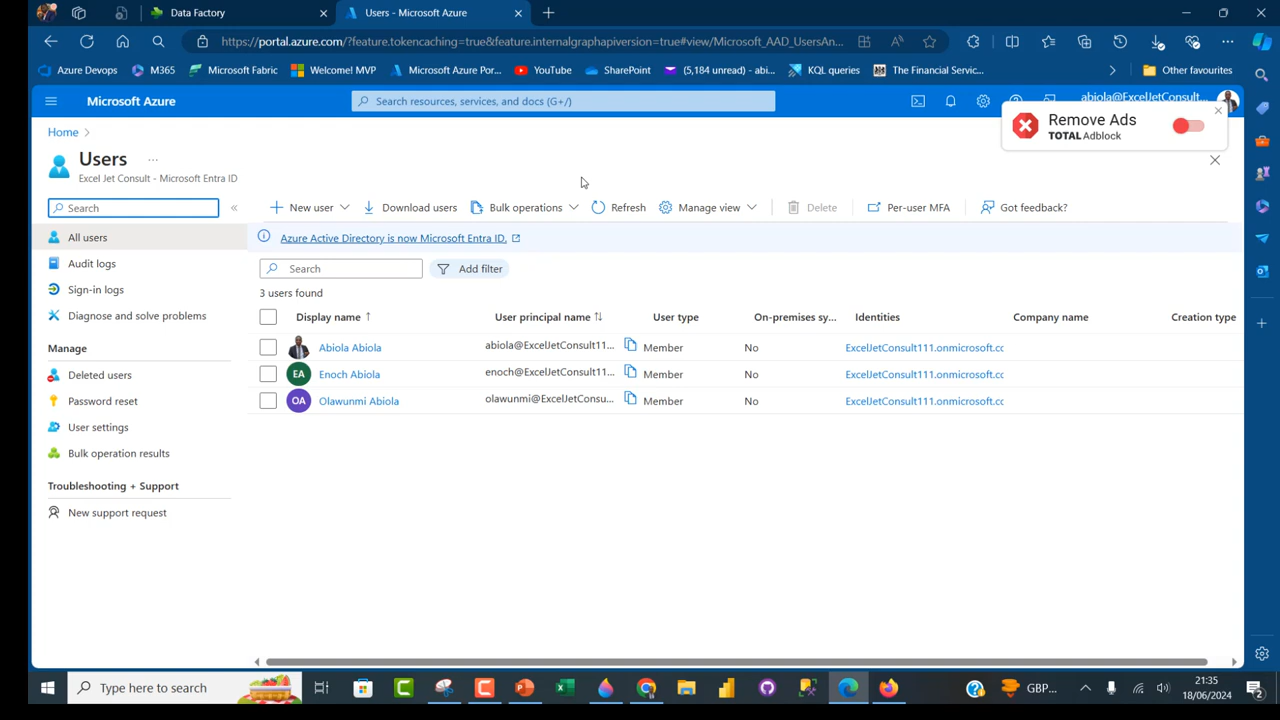 Data Factory
Users - Microsoft Azure
https://portal.azure.com/?feature.tokencaching=true&feature.internalgraphapiversion=true#view/Microsoft_AAD_UsersAn...
Azure Devops
M365
Microsoft Fabric
Welcome! MVP
Microsoft Azure Por...
YouTube
SharePoint
(5,184 unread) - abi...
KQL queries
The Financial Servic...
Other favourites
Microsoft Azure
Search resources, services, and docs (G+/)
abiola@ExcelJetConsult...
Remove Ads
TOTAL Adblock
Home
Users
Excel Jet Consult - Microsoft Entra ID
Search
New user
Download users
Bulk operations
Refresh
Manage view
Delete
Per-user MFA
Got feedback?
All users
Audit logs
Sign-in logs
Diagnose and solve problems
Manage
Deleted users
Password reset
User settings
Bulk operation results
Troubleshooting + Support
New support request
Azure Active Directory is now Microsoft Entra ID.
Search
Add filter
3 users found
Display name User principal name User type On-premises sy... Identities Company name Creation type
Abiola Abiola abiola@ExcelJetConsult11... Member No ExcelJetConsult111.onmicrosoft.cc
EA Enoch Abiola enoch@ExcelJetConsult11... Member No ExcelJetConsult111.onmicrosoft.cc
OA Olawunmi Abiola olawunmi@ExcelJetConsu... Member No ExcelJetConsult111.onmicrosoft.cc
Type here to search
GBP...
21:35
18/06/2024
2